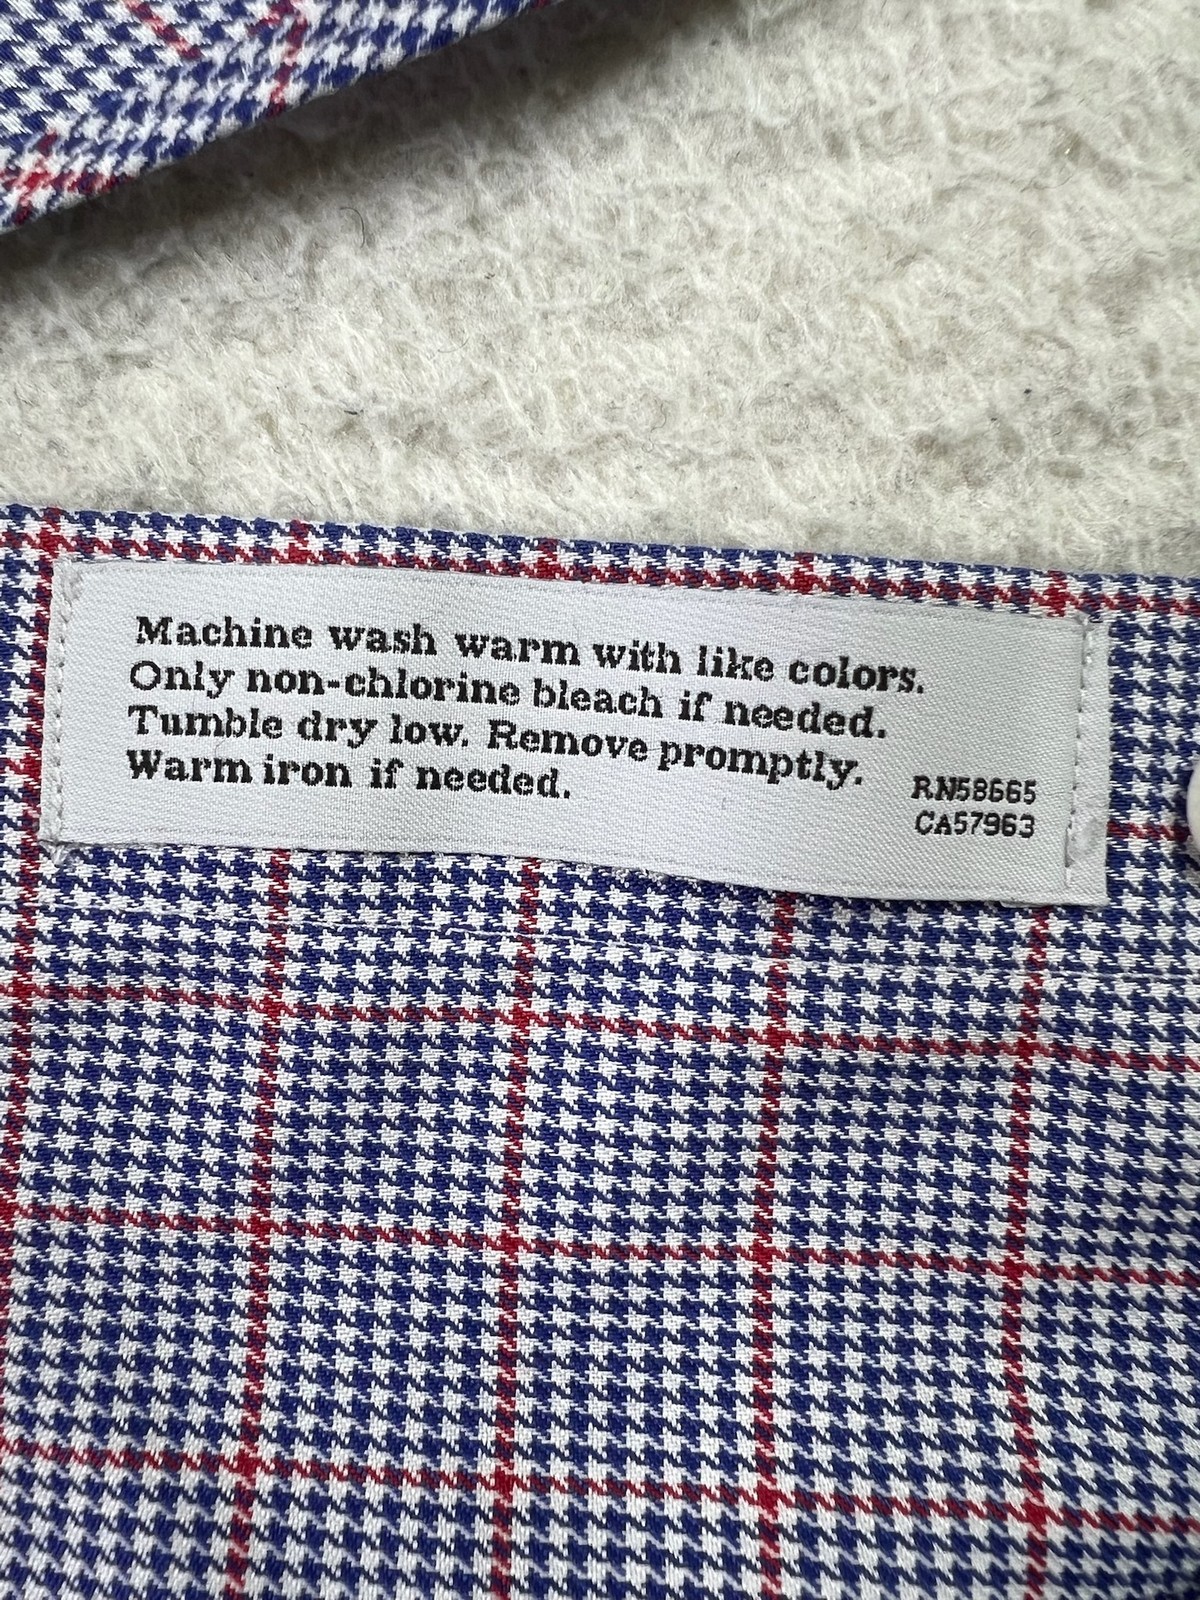 Machine wash warm with like colors.
Only non-chlorine bleach if needed.
Tumble dry low. Remove promptly.
Warm iron if needed.
RN58665
CA57963